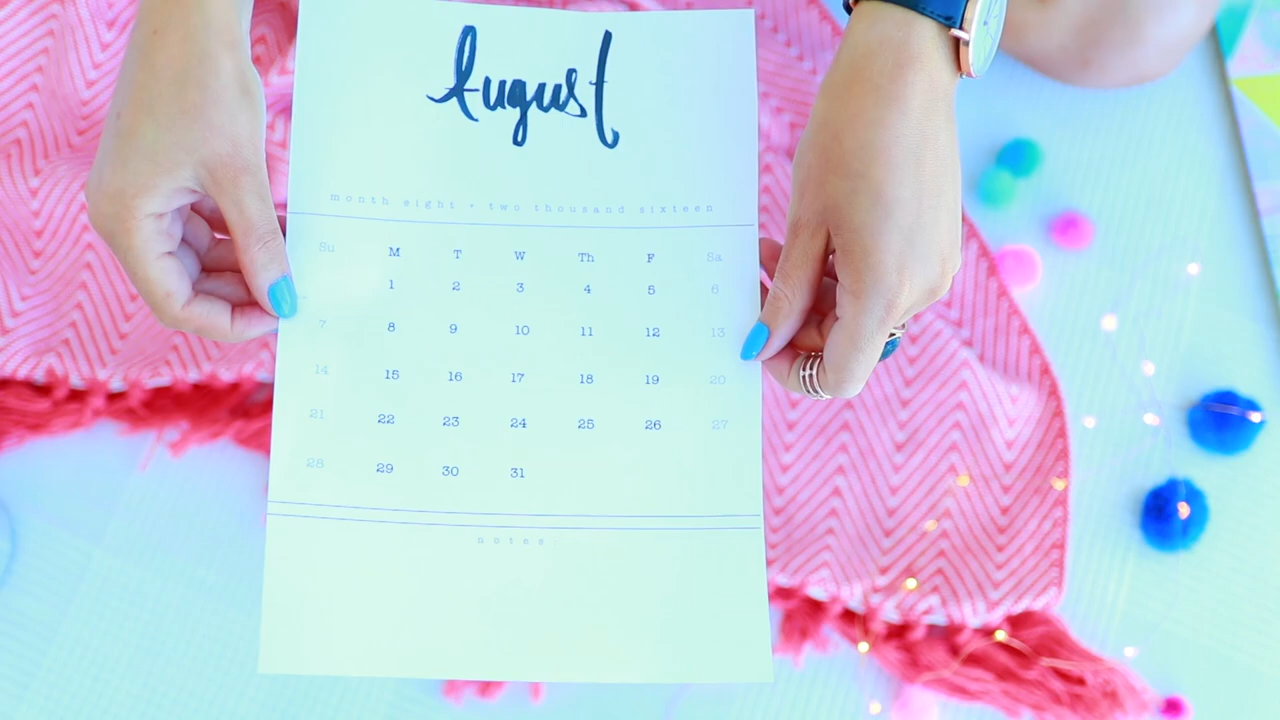 August
month eight • two thousand sixteen
Su M T W Th F Sa
1 2 3 4 5 6
7 8 9 10 11 12 13
14 15 16 17 18 19 20
21 22 23 24 25 26 27
28 29 30 31
notes